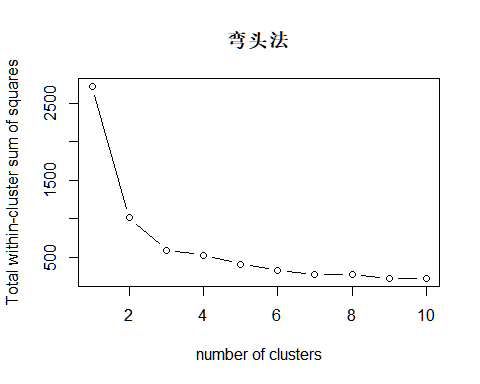 弯头法
Total within-cluster sum of squares
2500
1500
500
2 4 6 8 10
number of clusters